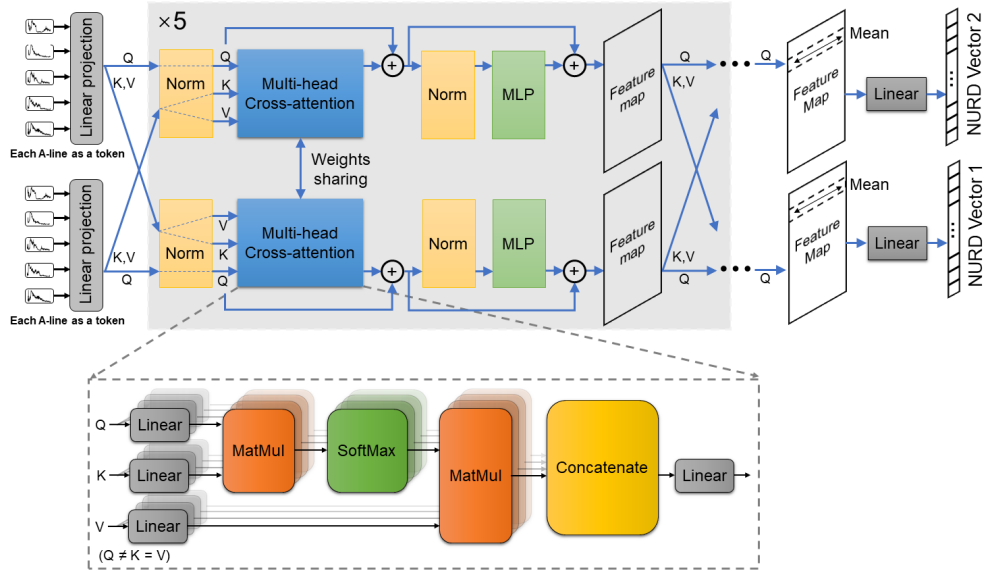 ×5
Linear projection
Each A-line as a token
Q
K,V
Norm
Q
K
V
Multi-head
Cross-attention
+
Norm
MLP
+
Feature
map
Q
K,V
Q
Mean
Feature
Map
Linear
NURD Vector 2
Weights
sharing
Linear projection
Each A-line as a token
K,V
Q
Norm
V
K
Q
Multi-head
Cross-attention
+
Norm
MLP
+
Feature
map
K,V
Q
Q
Mean
Feature
Map
Linear
NURD Vector 1
Q
Linear
K
Linear
V
Linear
(Q ≠ K = V)
MatMul
SoftMax
MatMul
Concatenate
Linear